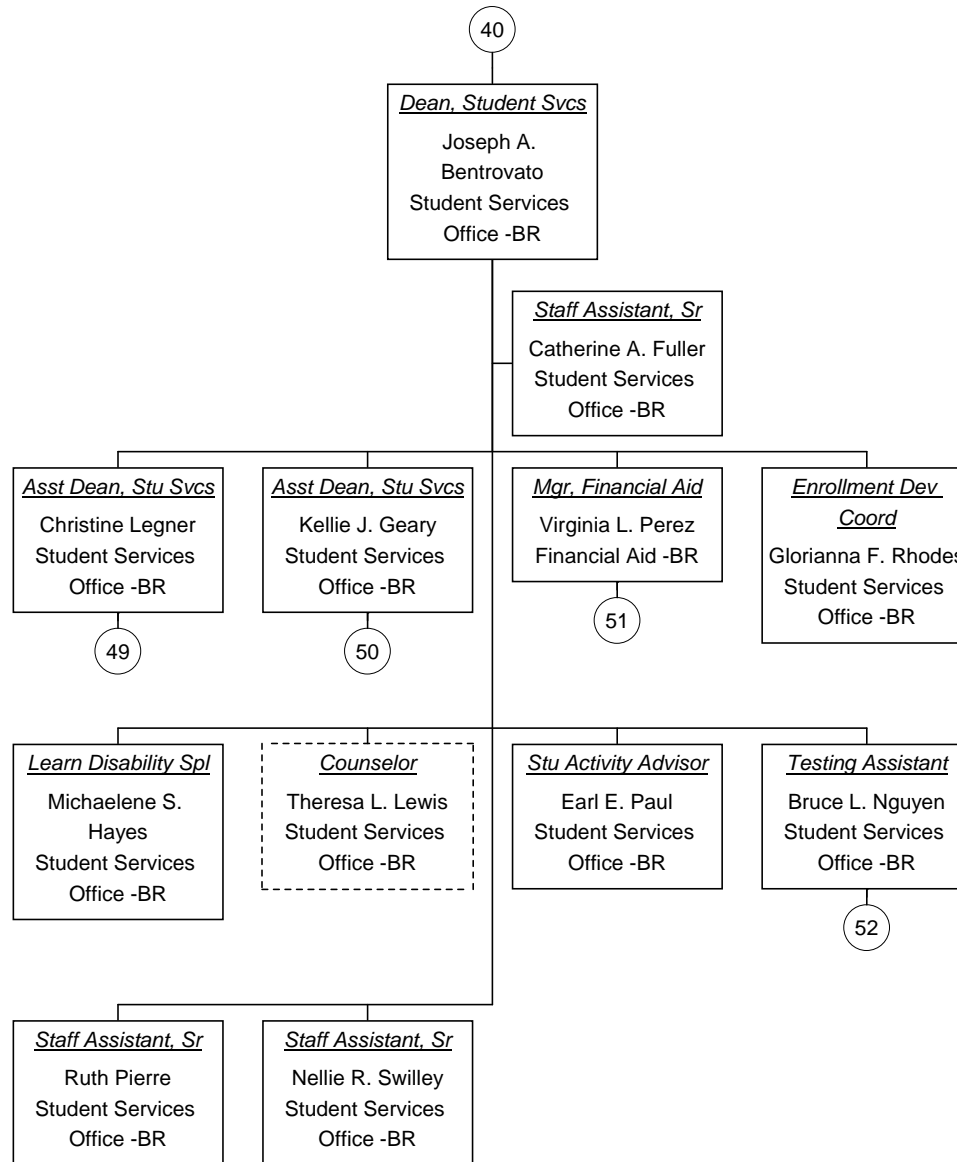 40
Dean, Student Svcs
Joseph A.
Bentrovato
Student Services
Office -BR
Staff Assistant, Sr
Catherine A. Fuller
Student Services
Office -BR
Asst Dean, Stu Svcs
Christine Legner
Student Services
Office -BR
49
Asst Dean, Stu Svcs
Kellie J. Geary
Student Services
Office -BR
50
Mgr, Financial Aid
Virginia L. Perez
Financial Aid -BR
51
Enrollment Dev
Coord
Glorianna F. Rhodes
Student Services
Office -BR
Learn Disability Spl
Michaelene S.
Hayes
Student Services
Office -BR
Counselor
Theresa L. Lewis
Student Services
Office -BR
Stu Activity Advisor
Earl E. Paul
Student Services
Office -BR
Testing Assistant
Bruce L. Nguyen
Student Services
Office -BR
52
Staff Assistant, Sr
Ruth Pierre
Student Services
Office -BR
Staff Assistant, Sr
Nellie R. Swilley
Student Services
Office -BR